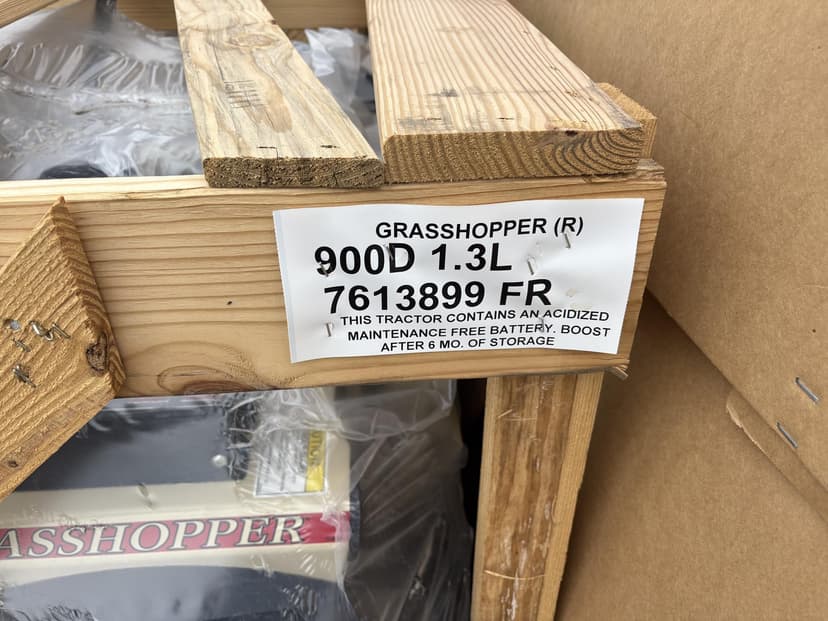 GRASSHOPPER (R)
900D 1.3L
7613899 FR
THIS TRACTOR CONTAINS AN ACIDIZED
MAINTENANCE FREE BATTERY. BOOST
AFTER 6 MO. OF STORAGE
ASSHOPPER